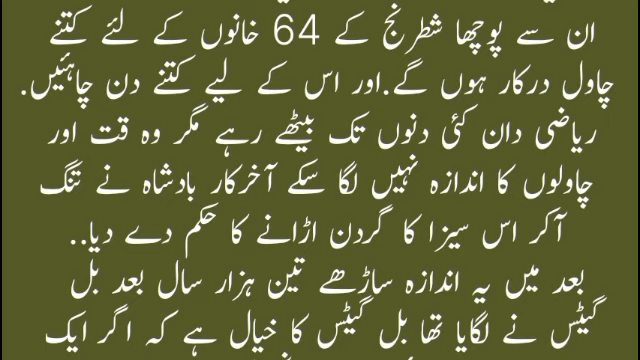 ان سے پوچھا شطرنج کے 64 خانوں کے لئے کتنے
چاول درکار ہوں گے.اور اس کے لیے کتنے دن چاہئیں.
ریاضی دان کئی دنوں تک بیٹھے رہے مگر وہ قت اور
چاولوں کا اندازہ نہیں لگا سکے آخرکار بادشاہ نے تنگ
آکر اس سیزا کا گردن اڑانے کا حکم دے دیا..
بعد میں یہ اندازہ ساڑھے تین ہزار سال بعد بل
گیٹس نے لگایا تھا بل گیٹس کا خیال ہے کہ اگر ایک